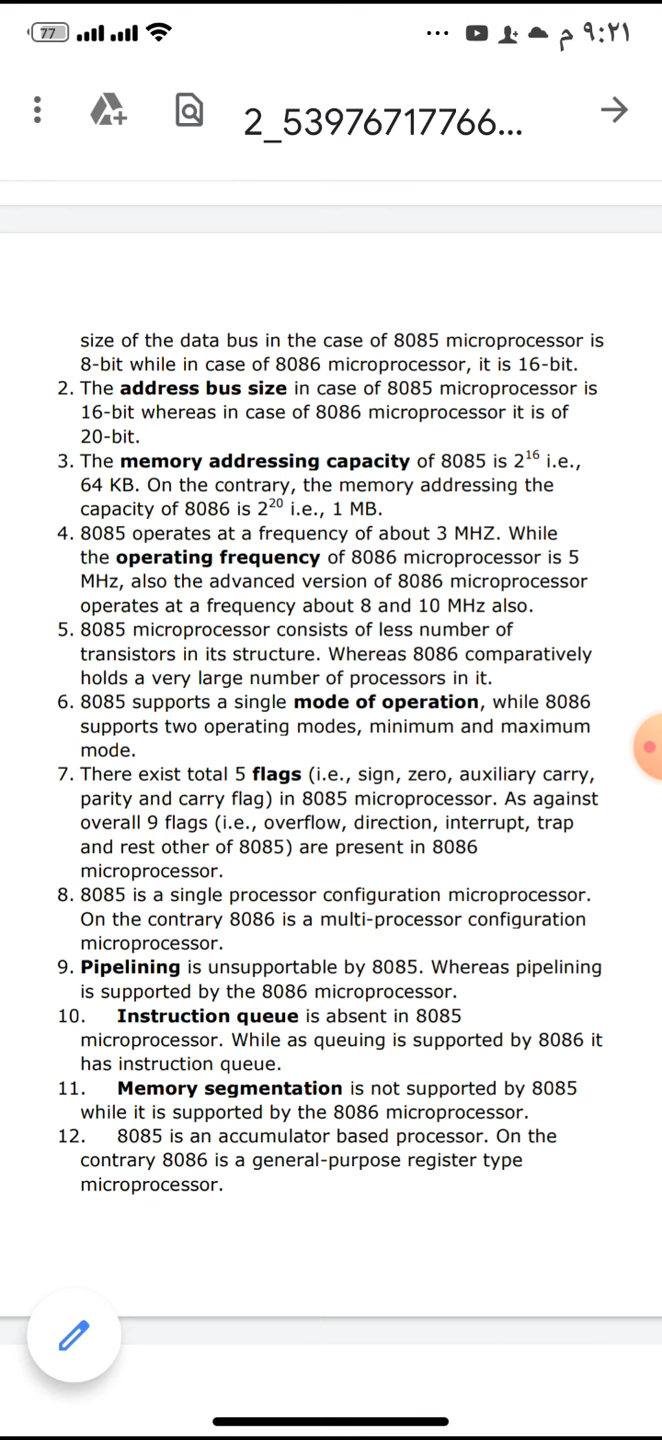 77
... م ٩:٢١
2_53976717766...
size of the data bus in the case of 8085 microprocessor is
8-bit while in case of 8086 microprocessor, it is 16-bit.
2. The address bus size in case of 8085 microprocessor is
16-bit whereas in case of 8086 microprocessor it is of
20-bit.
3. The memory addressing capacity of 8085 is 2¹⁶ i.e.,
64 KB. On the contrary, the memory addressing the
capacity of 8086 is 2²⁰ i.e., 1 MB.
4. 8085 operates at a frequency of about 3 MHZ. While
the operating frequency of 8086 microprocessor is 5
MHz, also the advanced version of 8086 microprocessor
operates at a frequency about 8 and 10 MHz also.
5. 8085 microprocessor consists of less number of
transistors in its structure. Whereas 8086 comparatively
holds a very large number of processors in it.
6. 8085 supports a single mode of operation, while 8086
supports two operating modes, minimum and maximum
mode.
7. There exist total 5 flags (i.e., sign, zero, auxiliary carry,
parity and carry flag) in 8085 microprocessor. As against
overall 9 flags (i.e., overflow, direction, interrupt, trap
and rest other of 8085) are present in 8086
microprocessor.
8. 8085 is a single processor configuration microprocessor.
On the contrary 8086 is a multi-processor configuration
microprocessor.
9. Pipelining is unsupportable by 8085. Whereas pipelining
is supported by the 8086 microprocessor.
10. Instruction queue is absent in 8085
microprocessor. While as queuing is supported by 8086 it
has instruction queue.
11. Memory segmentation is not supported by 8085
while it is supported by the 8086 microprocessor.
12. 8085 is an accumulator based processor. On the
contrary 8086 is a general-purpose register type
microprocessor.